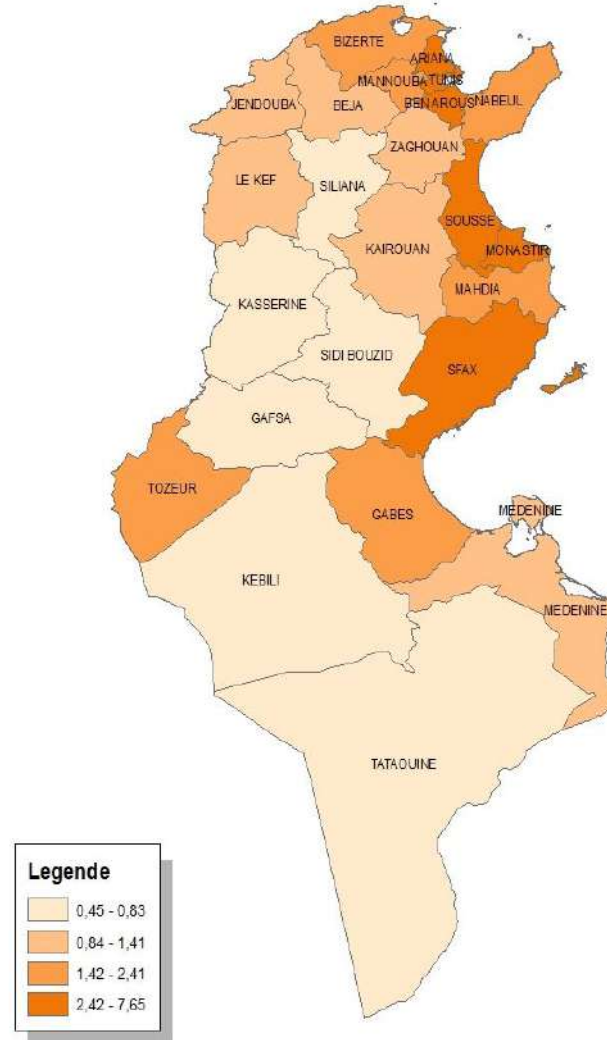 BIZERTE
ARIANA
MANNOUBA
TUNIS
JENDOUBA
BEJA
BEN AROUS
NABEUL
ZAGHOUAN
LE KEF
SILIANA
SOUSSE
KAIROUAN
MONASTIR
MAHDIA
KASSERINE
SIDI BOUZID
SFAX
GAFSA
TOZEUR
GABES
MEDENINE
KEBILI
MEDENINE
TATAOUINE
Legende
0,45 - 0,83
0,84 - 1,41
1,42 - 2,41
2,42 - 7,65